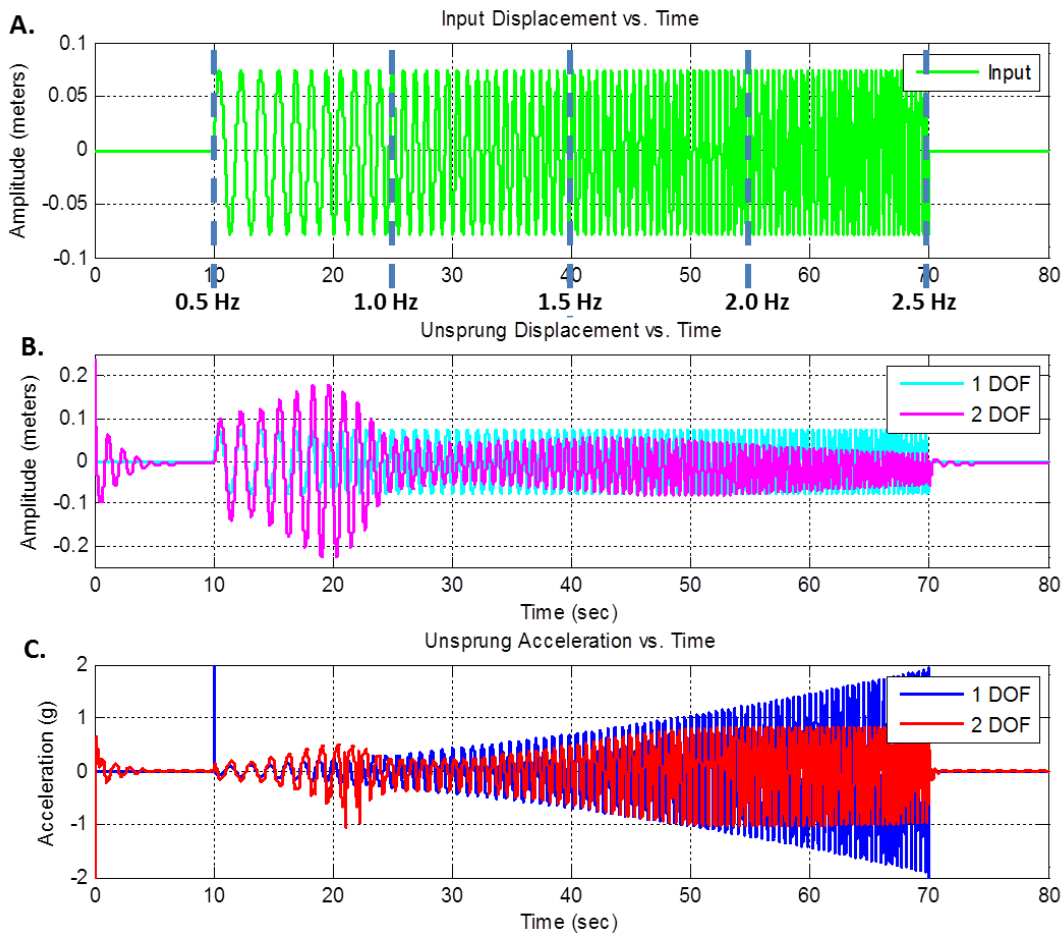 A.
Input Displacement vs. Time
Amplitude (meters)
0.1
0.05
0
-0.05
-0.1
Input
0 10 20 30 40 50 60 70 80
0.5 Hz 1.0 Hz 1.5 Hz 2.0 Hz 2.5 Hz
B.
Unsprung Displacement vs. Time
Amplitude (meters)
0.2
0.1
0
-0.1
-0.2
1 DOF
2 DOF
0 10 20 30 40 50 60 70 80
Time (sec)
C.
Unsprung Acceleration vs. Time
Acceleration (g)
2
1
0
-1
-2
1 DOF
2 DOF
0 10 20 30 40 50 60 70 80
Time (sec)